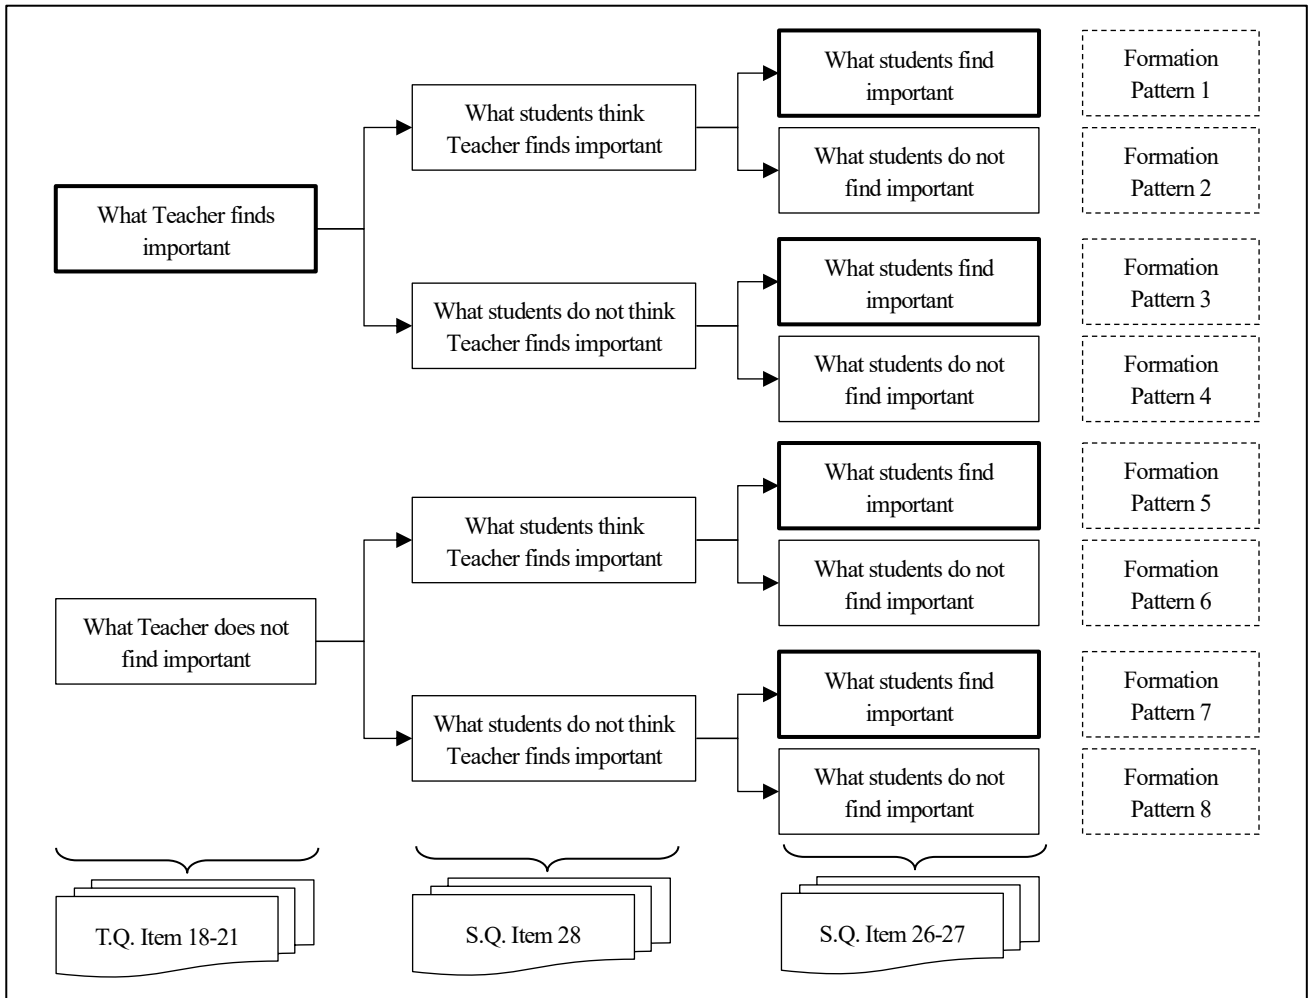 What Teacher finds
important
What students think
Teacher finds important
What students find
important
Formation
Pattern 1
What students do not
find important
Formation
Pattern 2
What students do not think
Teacher finds important
What students find
important
Formation
Pattern 3
What students do not
find important
Formation
Pattern 4
What Teacher does not
find important
What students think
Teacher finds important
What students find
important
Formation
Pattern 5
What students do not
find important
Formation
Pattern 6
What students do not think
Teacher finds important
What students find
important
Formation
Pattern 7
What students do not
find important
Formation
Pattern 8
T.Q. Item 18-21
S.Q. Item 28
S.Q. Item 26-27